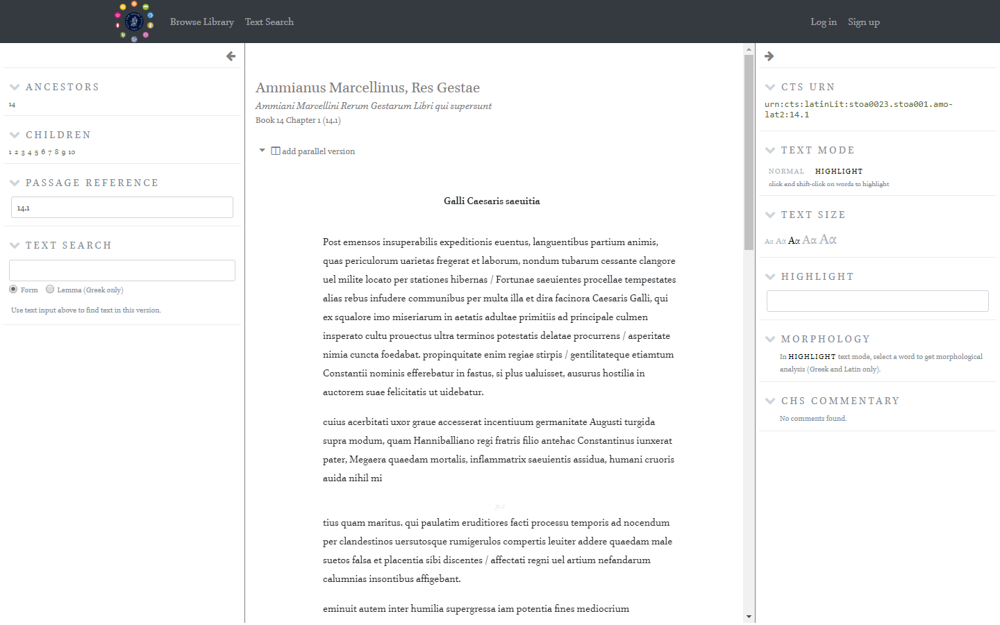 Browse Library
Text Search
Log in
Sign up
ANCESTORS
14
CHILDREN
1 2 3 4 5 6 7 8 9 10
PASSAGE REFERENCE
14.1
TEXT SEARCH
Form
Lemma (Greek only)
Use text input above to find text in this version.
Ammianus Marcellinus, Res Gestae
Ammiani Marcellini Rerum Gestarum Libri qui supersunt
Book 14 Chapter 1 (14.1)
add parallel version
Galli Caesaris saeuitia
Post emensos insuperabilis expeditionis euentus, languentibus partium animis,
quas periculorum uarietas fregerat et laborum, nondum tubarum cessante clangore
uel milite locato per stationes hibernas / Fortunae saeuientes procellae tempestates
alias rebus infudere communibus per multa illa et dira facinora Caesaris Galli, qui
ex squalore imo miseriarum in aetatis adultae primitiis ad principale culmen
insperato cultu prouectus ultra terminos potestatis delatae procurrens / asperitate
nimia cuncta foedabat. propinquitate enim regiae stirpis / gentilitateque etiamtum
Constantii nominis efferebatur in fastus, si plus ualuisset, ausurus hostilia in
auctorem suae felicitatis ut uidebatur.
cuius acerbitati uxor graue accesserat incentiuum germanitate Augusti turgida
supra modum, quam Hanniballiano regi fratris filio antehac Constantinus iunxerat
pater, Megaera quaedam mortalis, inflammatrix saeuientis assidua, humani cruoris
auida nihil mi
p.2
tius quam maritus. qui paulatim eruditiores facti processu temporis ad nocendum
per clandestinos uersutosque rumigerulos compertis leuiter addere quaedam male
suetos falsa et placentia sibi discentes / affectati regni uel artium nefandarum
calumnias insontibus affigebant.
eminuit autem inter humilia supergressa iam potentia fines mediocrium
CTS URN
urn:cts:latinLit:stoa0023.stoa001.amo-
lat2:14.1
TEXT MODE
NORMAL HIGHLIGHT
click and shift-click on words to highlight
TEXT SIZE
Aα Aα Aα Aα Aα
HIGHLIGHT
MORPHOLOGY
In HIGHLIGHT text mode, select a word to get morphological
analysis (Greek and Latin only).
CHS COMMENTARY
No comments found.